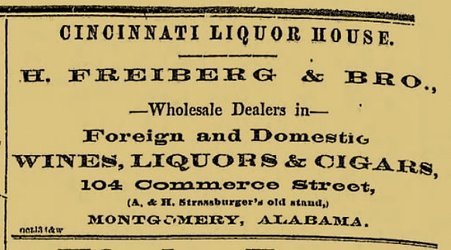 CINCINNATI LIQUOR HOUSE.
H. FREIBERG & BRO.,
—Wholesale Dealers in—
Foreign and Domestic
WINES, LIQUORS & CIGARS,
104 Commerce Street,
(A. & H. Strassburger's old stand,)
MONTGOMERY, ALABAMA.